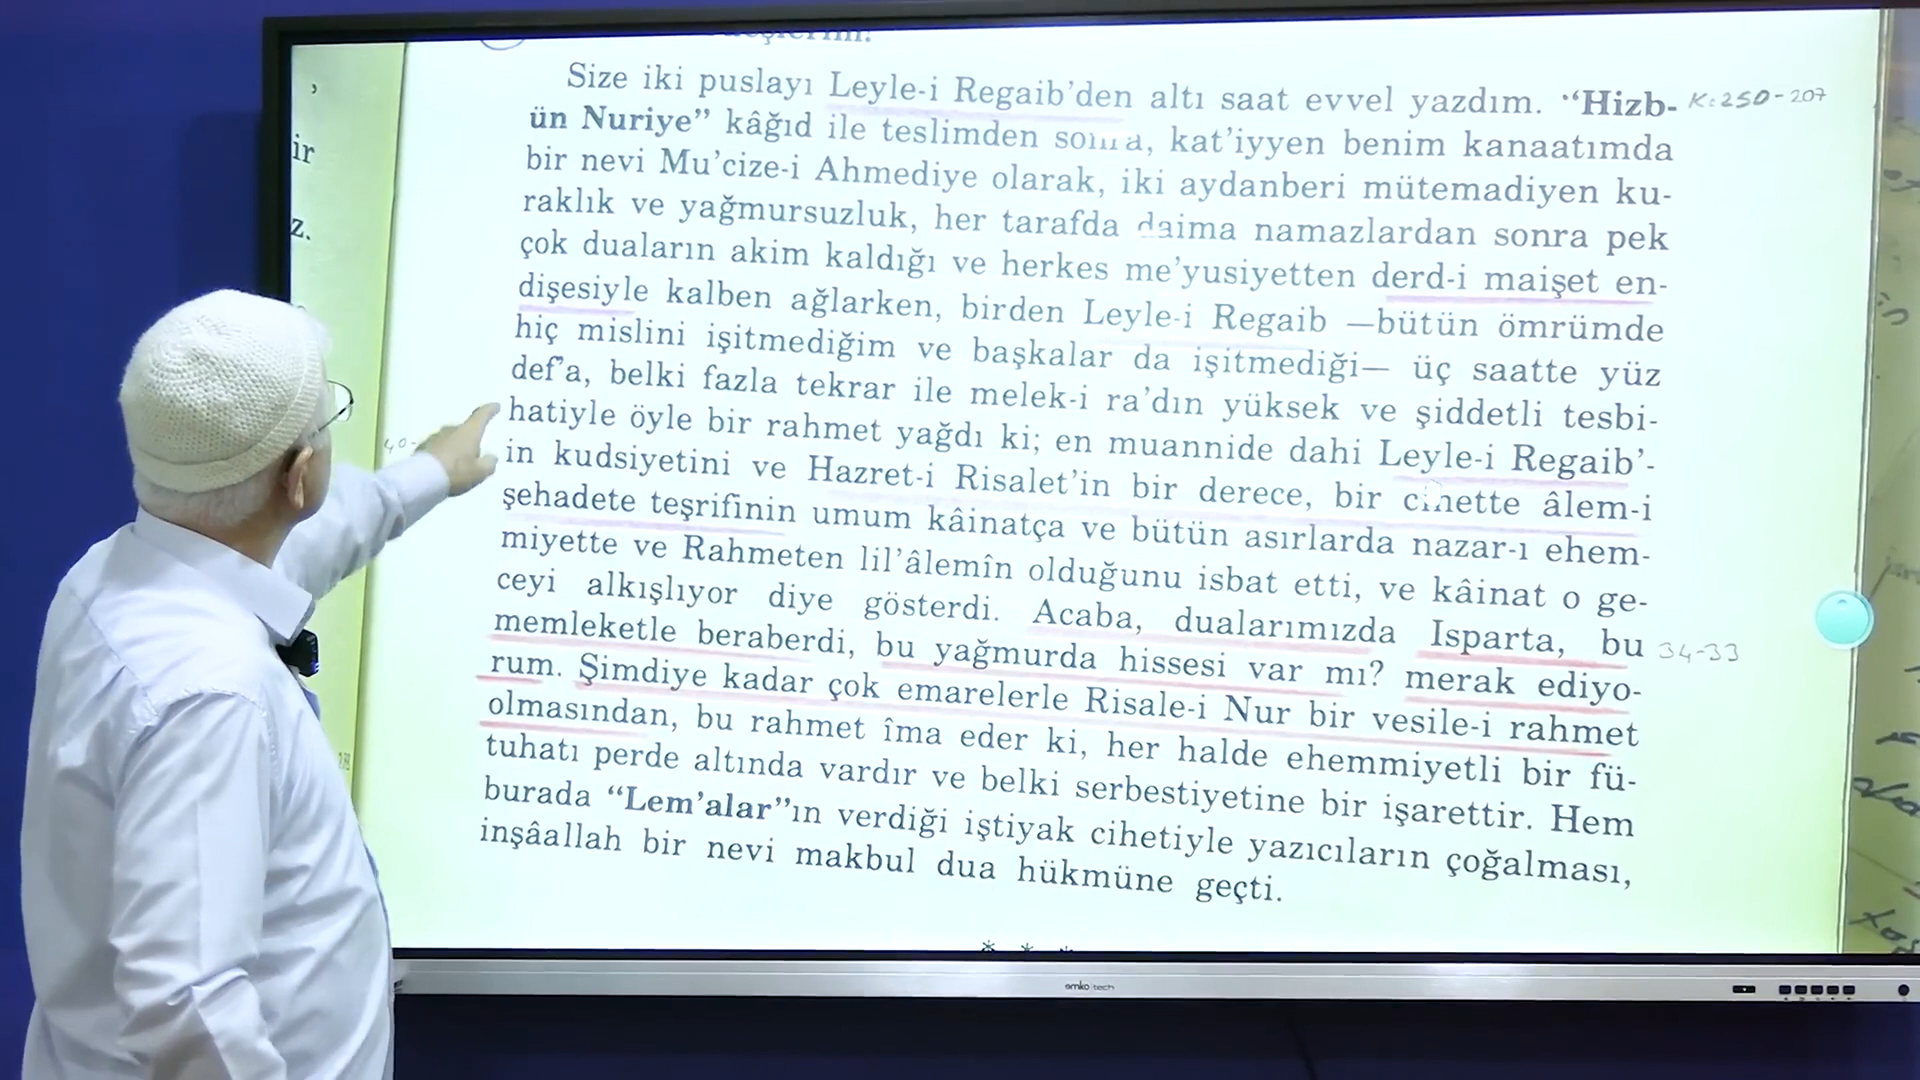 Size iki puslayı Leyle-i Regaib'den altı saat evvel yazdım. "Hizb- K:250-207
ün Nuriye" kâğıd ile teslimden sonra, kat'iyyen benim kanaatımda
bir nevi Mu'cize-i Ahmediye olarak, iki aydanberi mütemadiyen ku-
raklık ve yağmursuzluk, her tarafda daima namazlardan sonra pek
çok duaların akim kaldığı ve herkes me'yusiyetten derd-i maişet en-
dişesiyle kalben ağlarken, birden Leyle-i Regaib —bütün ömrümde
hiç mislini işitmediğim ve başkalar da işitmediği— üç saatte yüz
def'a, belki fazla tekrar ile melek-i ra'dın yüksek ve şiddetli tesbi-
hatiyle öyle bir rahmet yağdı ki; en muannide dahi Leyle-i Regaib'-
in kudsiyetini ve Hazret-i Risalet'in bir derece, bir cihette âlem-i
şehadete teşrifinin umum kâinatça ve bütün asırlarda nazar-ı ehem-
miyette ve Rahmeten lil'âlemîn olduğunu isbat etti, ve kâinat o ge-
ceyi alkışlıyor diye gösterdi. Acaba, dualarımızda Isparta, bu 34-33
memleketle beraberdi, bu yağmurda hissesi var mı? merak ediyo-
rum. Şimdiye kadar çok emarelerle Risale-i Nur bir vesile-i rahmet
olmasından, bu rahmet îma eder ki, her halde ehemmiyetli bir fü-
tuhatı perde altında vardır ve belki serbestiyetine bir işarettir. Hem
burada "Lem'alar"ın verdiği iştiyak cihetiyle yazıcıların çoğalması,
inşâallah bir nevi makbul dua hükmüne geçti.
* * *
ir
z.
emko tech